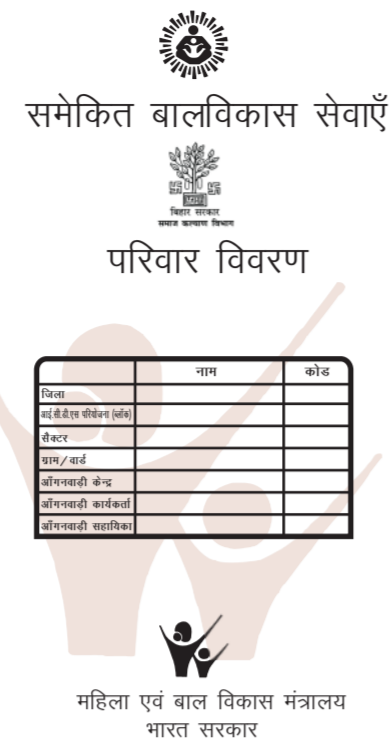 समेकित बालविकास सेवाएँ
बिहार सरकार
समाज कल्याण विभाग
परिवार विवरण
नाम कोड
जिला
आई.सी.डी.एस परियोजना (ब्लॉक)
सैक्टर
ग्राम/वार्ड
आँगनवाड़ी केन्द्र
आँगनवाड़ी कार्यकर्ता
आँगनवाड़ी सहायिका
महिला एवं बाल विकास मंत्रालय
भारत सरकार